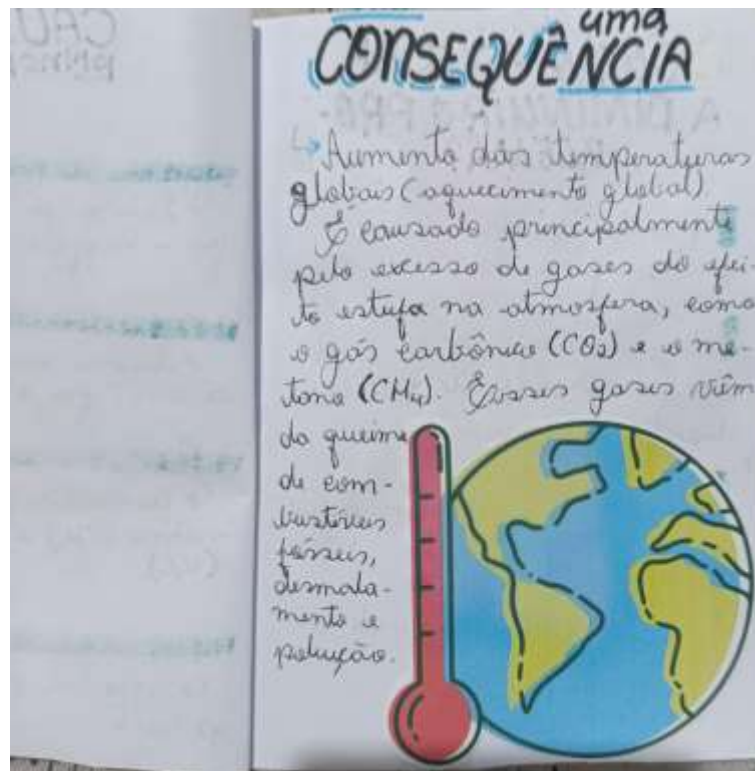 uma
CONSEQUÊNCIA
↳ Aumento das temperaturas
globais (aquecimento global).
É causado principalmente
pelo excesso de gases do efei-
to estufa na atmosfera, como
o gás carbônico (CO2) e o me-
tano (CH4). Esses gases vêm
da queima
de com-
bustíveis
fósseis,
desmata-
mento e
poluição.